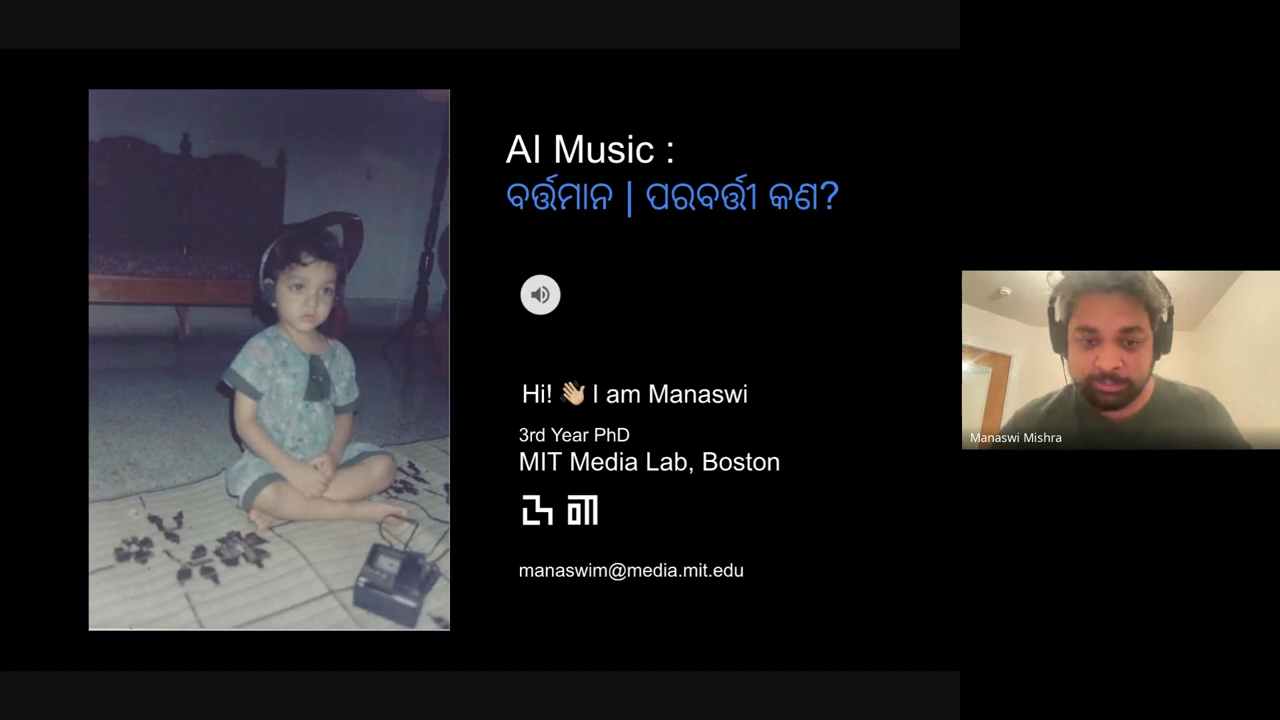 AI Music :
ବର୍ତ୍ତମାନ | ପରବର୍ତ୍ତୀ କଣ?
Hi! 👋🏼 I am Manaswi
3rd Year PhD
MIT Media Lab, Boston
manaswim@media.mit.edu
Manaswi Mishra